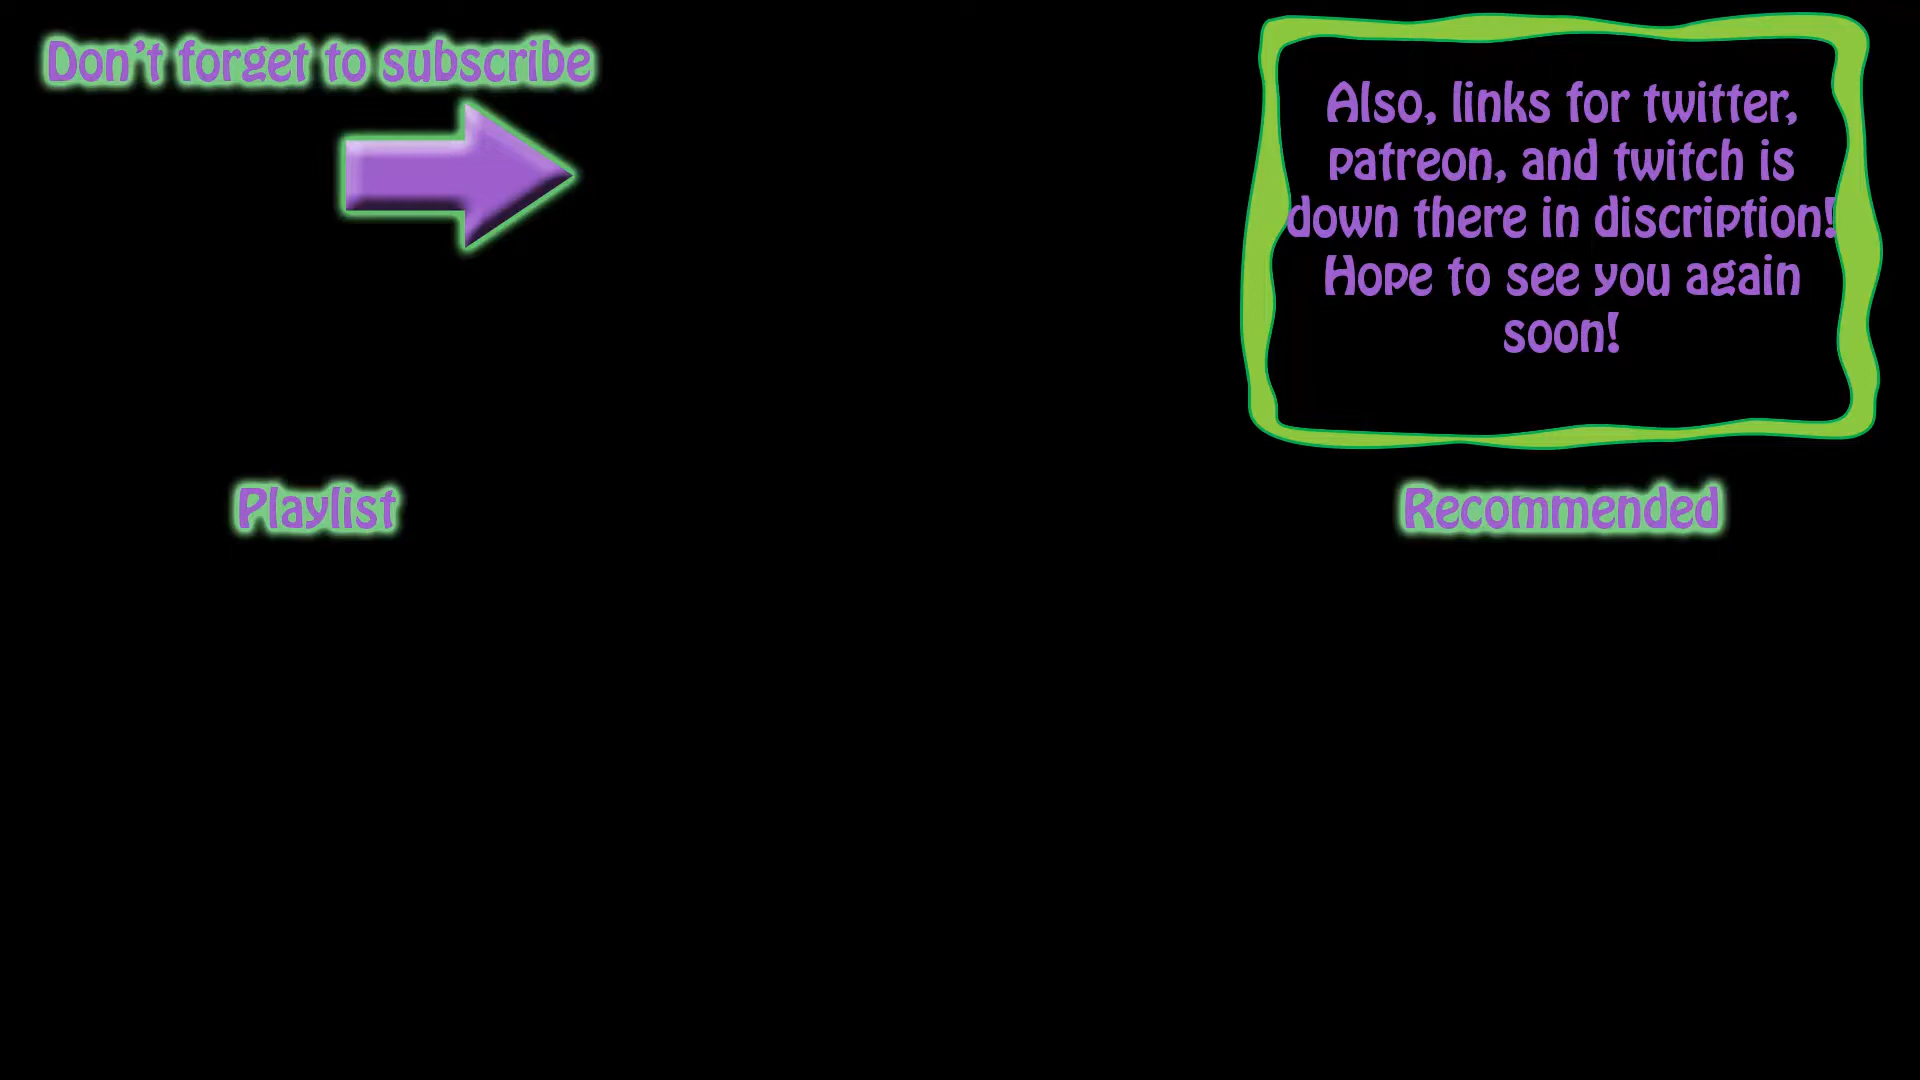 Don't forget to subscribe
Also, links for twitter,
patreon, and twitch is
down there in discription!
Hope to see you again
soon!
Playlist
Recommended